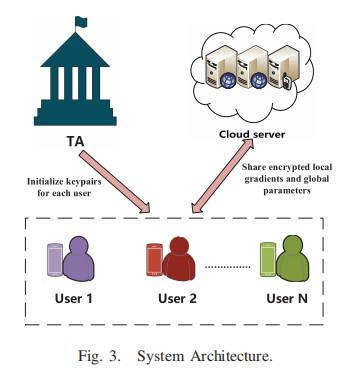 TA
Cloud server
Initialize keypairs
for each user
Share encrypted local
gradients and global
parameters
User 1
User 2
User N
Fig. 3. System Architecture.